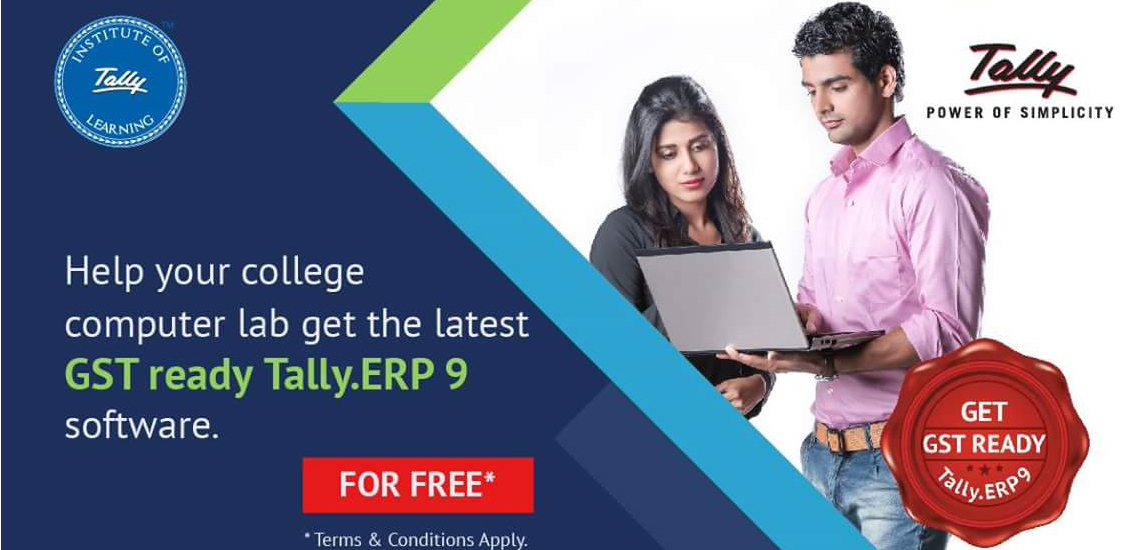 INSTITUTE OF
Tally
LEARNING
TM
Tally
POWER OF SIMPLICITY
Help your college
computer lab get the latest
GST ready Tally.ERP 9
software.
FOR FREE*
* Terms & Conditions Apply.
GET
GST READY
Tally.ERP9